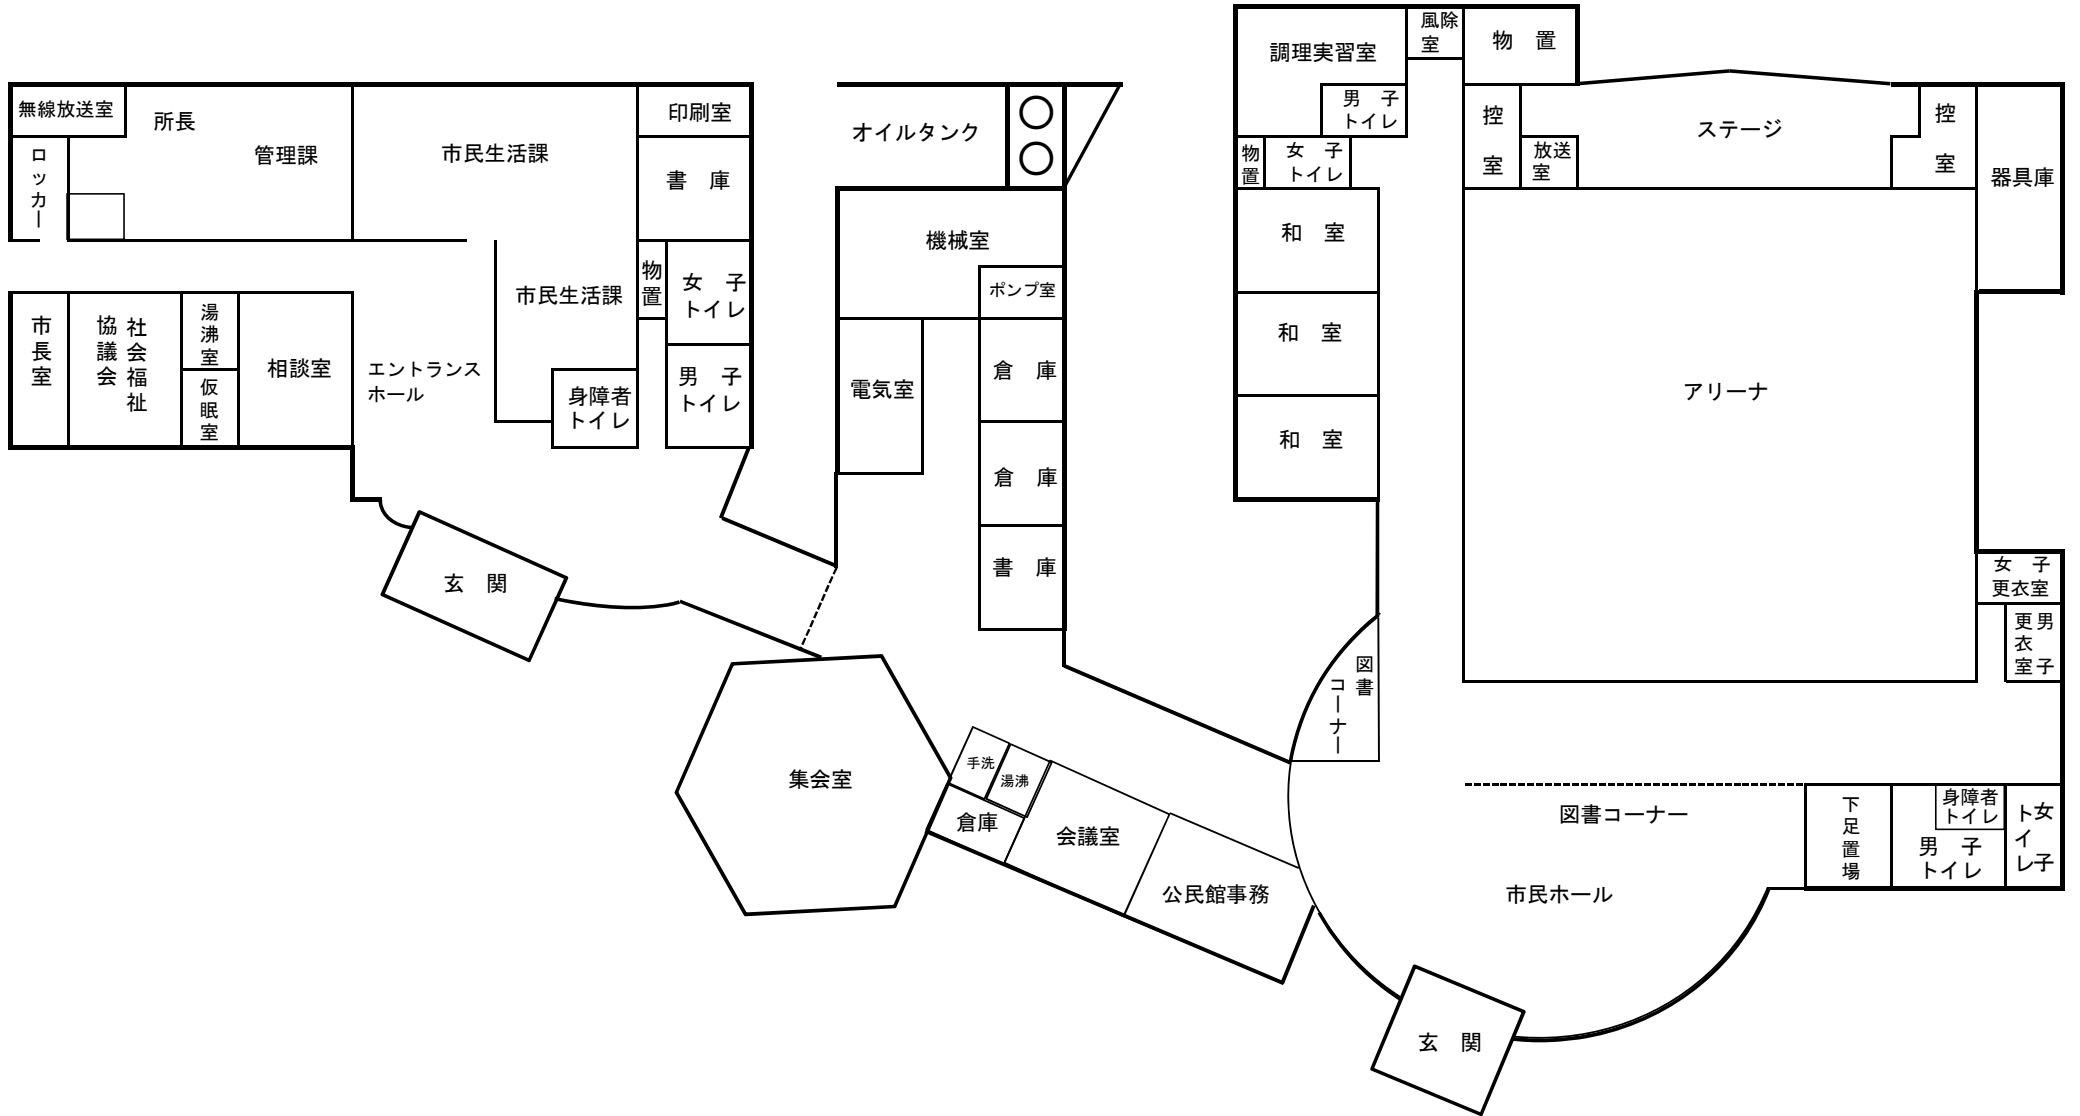 無線放送室
所長
管理課
ロッカー
市民生活課
印刷室
書　庫
市民生活課
物置
女　子
トイレ
男　子
トイレ
身障者
トイレ
市長室
社会福祉
協議会
湯沸室
仮眠室
相談室
エントランス
ホール
玄　関
オイルタンク
機械室
ポンプ室
電気室
倉　庫
倉　庫
書　庫
集会室
手洗
湯沸
倉庫
会議室
公民館事務
調理実習室
風除
室
物　置
男　子
トイレ
物置
女　子
トイレ
和　室
和　室
和　室
控室
放送
室
ステージ
控室
器具庫
アリーナ
女　子
更衣室
男子
更衣室
図書
コーナー
図書コーナー
市民ホール
下足置場
身障者
トイレ
男　子
トイレ
女子
トイレ
玄　関